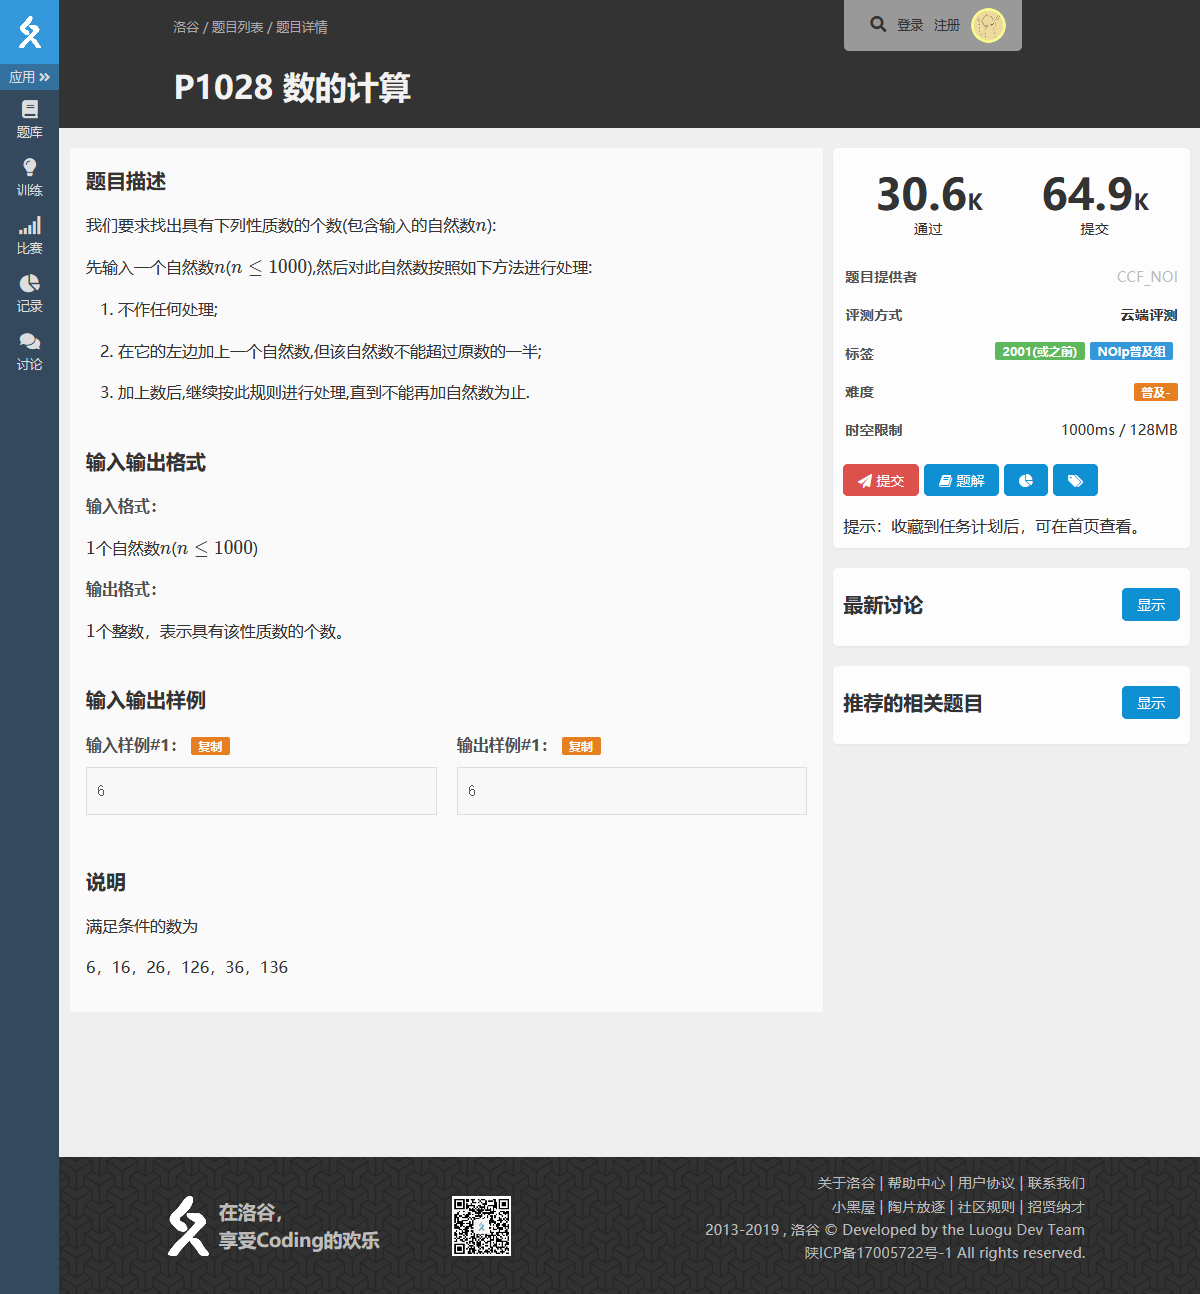 应用
题库
训练
比赛
记录
讨论
洛谷 / 题目列表 / 题目详情
登录 注册
P1028 数的计算
题目描述
我们要求找出具有下列性质数的个数(包含输入的自然数n):
先输入一个自然数n(n ≤ 1000),然后对此自然数按照如下方法进行处理:
1. 不作任何处理;
2. 在它的左边加上一个自然数,但该自然数不能超过原数的一半;
3. 加上数后,继续按此规则进行处理,直到不能再加自然数为止.
输入输出格式
输入格式：
1个自然数n(n ≤ 1000)
输出格式：
1个整数，表示具有该性质数的个数。
输入输出样例
输入样例#1： 复制
6
输出样例#1： 复制
6
说明
满足条件的数为
6，16，26，126，36，136
30.6K 64.9K
通过 提交
题目提供者 CCF_NOI
评测方式 云端评测
标签 2001(或之前) NOIp普及组
难度 普及-
时空限制 1000ms / 128MB
提交 题解
提示：收藏到任务计划后，可在首页查看。
最新讨论 显示
推荐的相关题目 显示
在洛谷，
享受Coding的欢乐
关于洛谷 | 帮助中心 | 用户协议 | 联系我们
小黑屋 | 陶片放逐 | 社区规则 | 招贤纳才
2013-2019 , 洛谷 © Developed by the Luogu Dev Team
陕ICP备17005722号-1 All rights reserved.